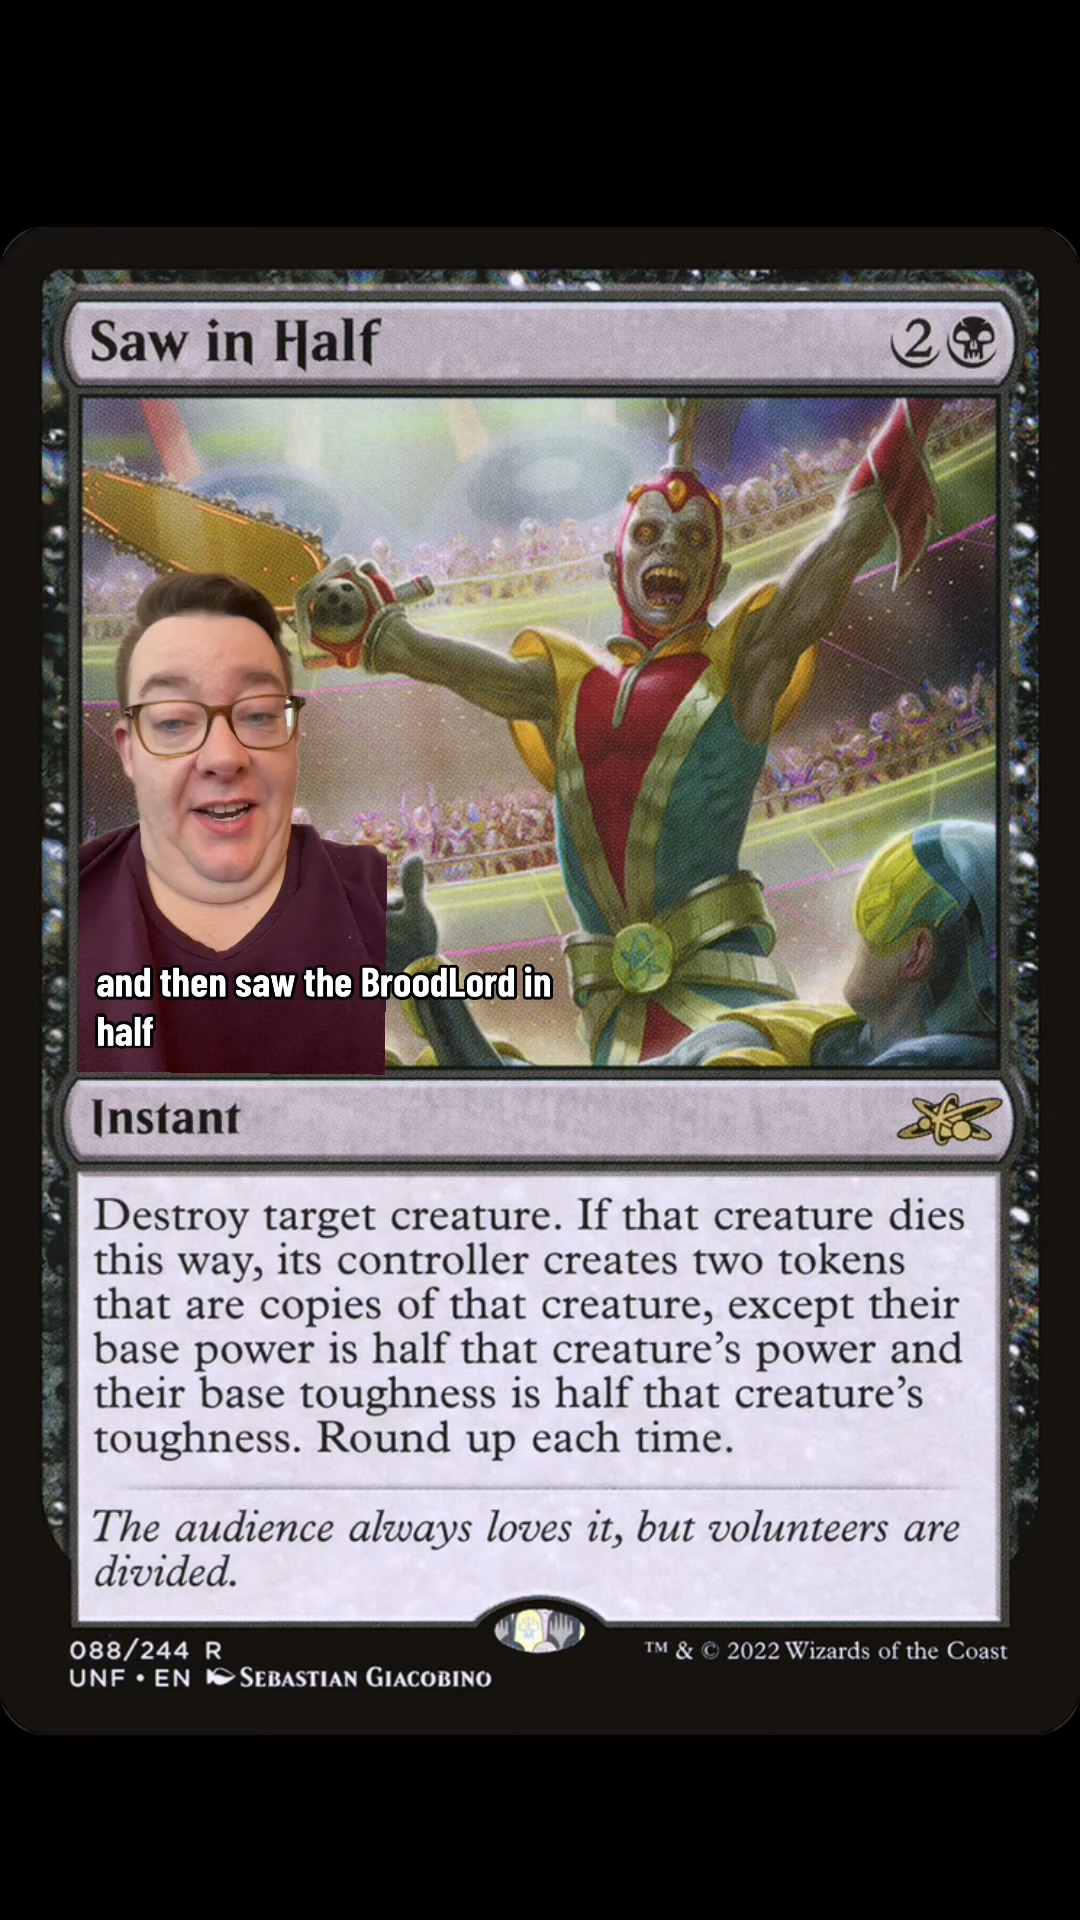 Saw in Half
2
and then saw the BroodLord in
half
Instant
Destroy target creature. If that creature dies
this way, its controller creates two tokens
that are copies of that creature, except their
base power is half that creature's power and
their base toughness is half that creature's
toughness. Round up each time.
The audience always loves it, but volunteers are
divided.
088/244 R
™ & © 2022 Wizards of the Coast
UNF • EN Sebastian Giacobino